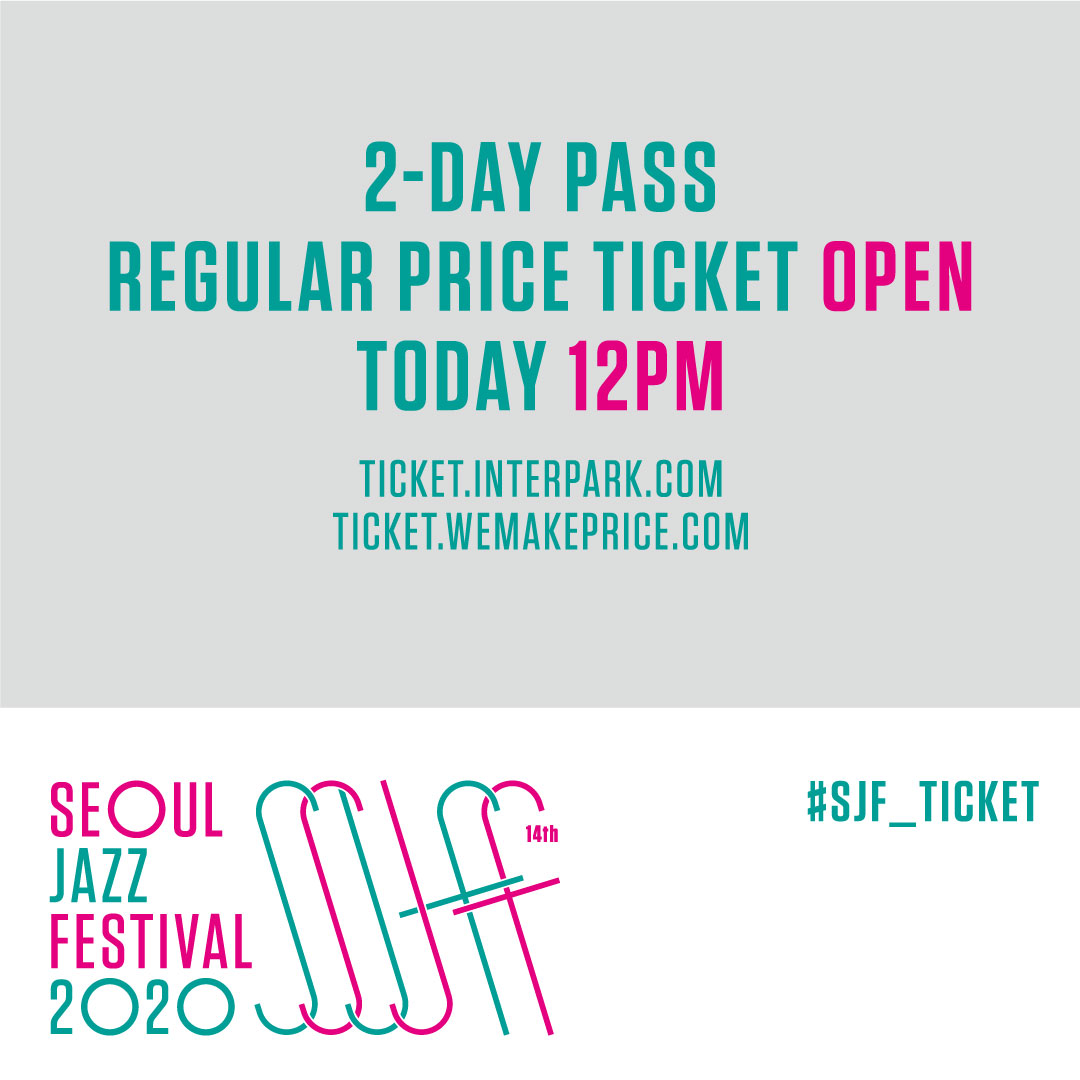 2-DAY PASS
REGULAR PRICE TICKET OPEN
TODAY 12PM
TICKET.INTERPARK.COM
TICKET.WEMAKEPRICE.COM
SEOUL
JAZZ
FESTIVAL
2020
SJF
14th
#SJF_TICKET